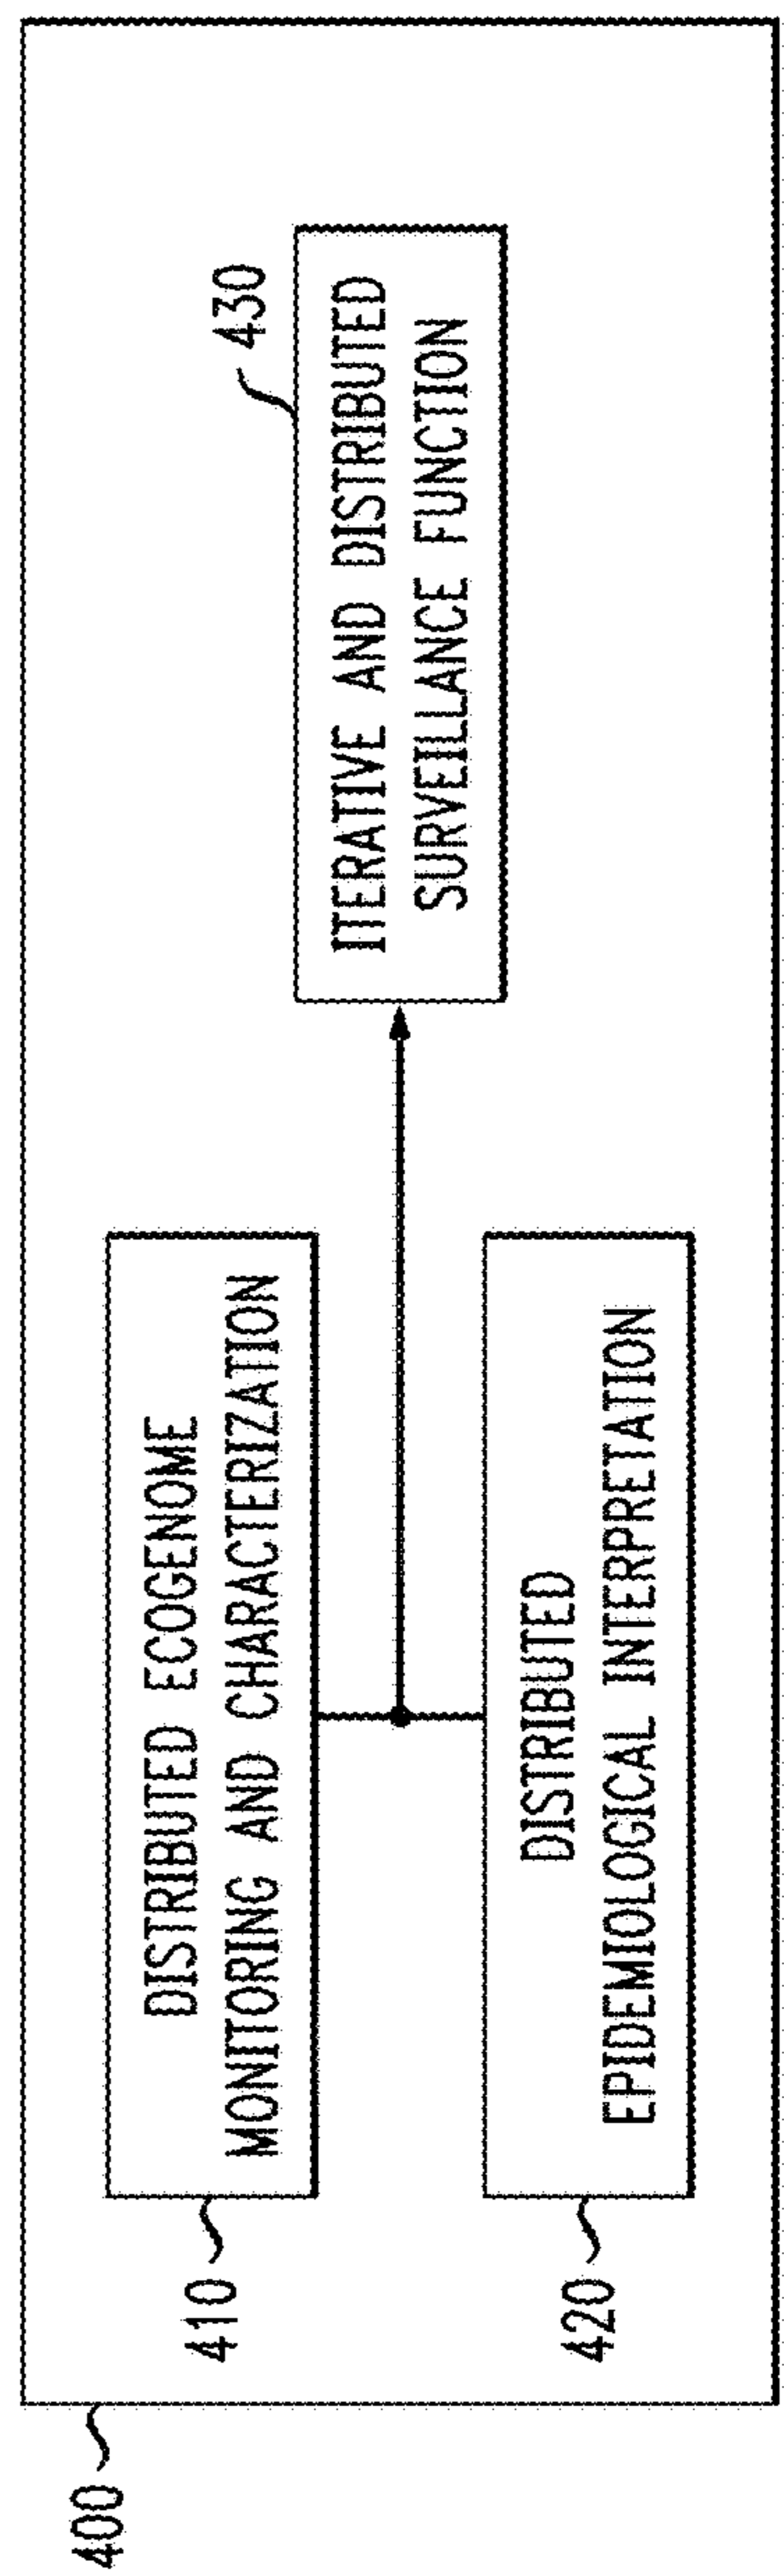 400
410
DISTRIBUTED ECOGENOME
MONITORING AND CHARACTERIZATION
420
DISTRIBUTED
EPIDEMIOLOGICAL INTERPRETATION
430
ITERATIVE AND DISTRIBUTED
SURVEILLANCE FUNCTION